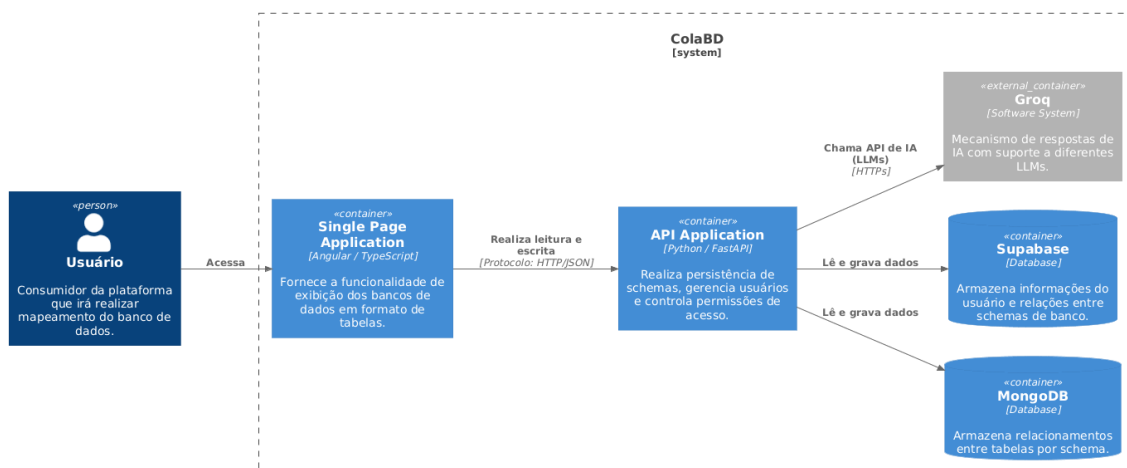 ColaBD
[system]
«external_container»
Groq
[Software System]
Mecanismo de respostas de
IA com suporte a diferentes
LLMs.
Chama API de IA
(LLMs)
[HTTPs]
«person»
Usuário
Consumidor da plataforma
que irá realizar
mapeamento do banco de
dados.
Acessa
«container»
Single Page
Application
[Angular / TypeScript]
Fornece a funcionalidade de
exibição dos bancos de
dados em formato de
tabelas.
Realiza leitura e
escrita
[Protocolo: HTTP/JSON]
«container»
API Application
[Python / FastAPI]
Realiza persistência de
schemas, gerencia usuários
e controla permissões de
acesso.
Lê e grava dados
«container»
Supabase
[Database]
Armazena informações do
usuário e relações entre
schemas de banco.
Lê e grava dados
«container»
MongoDB
[Database]
Armazena relacionamentos
entre tabelas por schema.